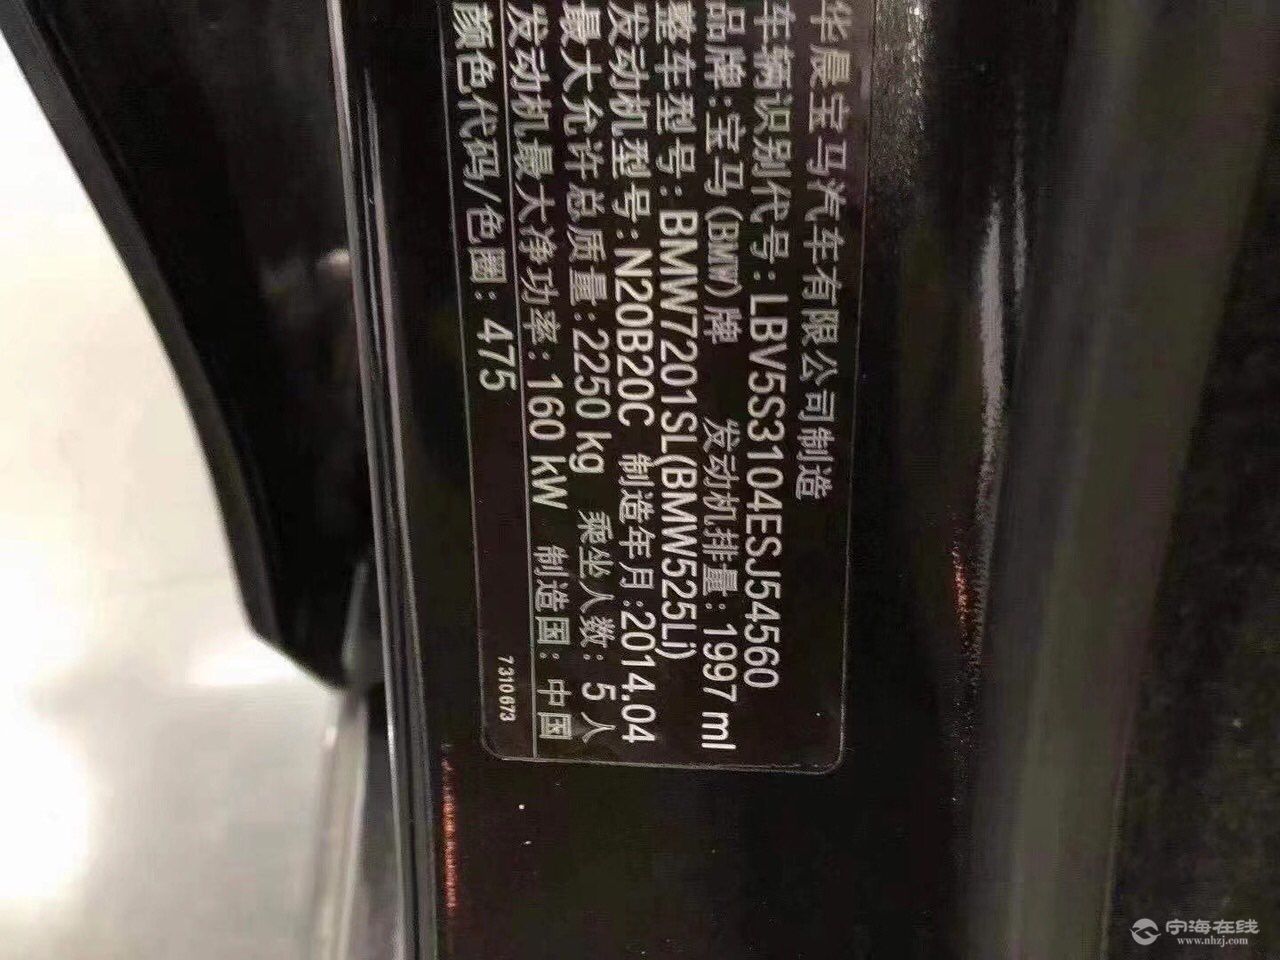 华晨宝马汽车有限公司制造
车辆识别代号：LBV5S3104ESJ54560
品牌：宝马(BMW)牌 发动机排量：1997 ml
整车型号：BMW7201SL(BMW525Li)
发动机型号：N20B20C 制造年月：2014.04
最大允许总质量：2250 kg 乘坐人数：5 人
发动机最大净功率：160 kW 制造国：中国
颜色代码/色圈：475
7310673
宁海在线
www.nhzj.com